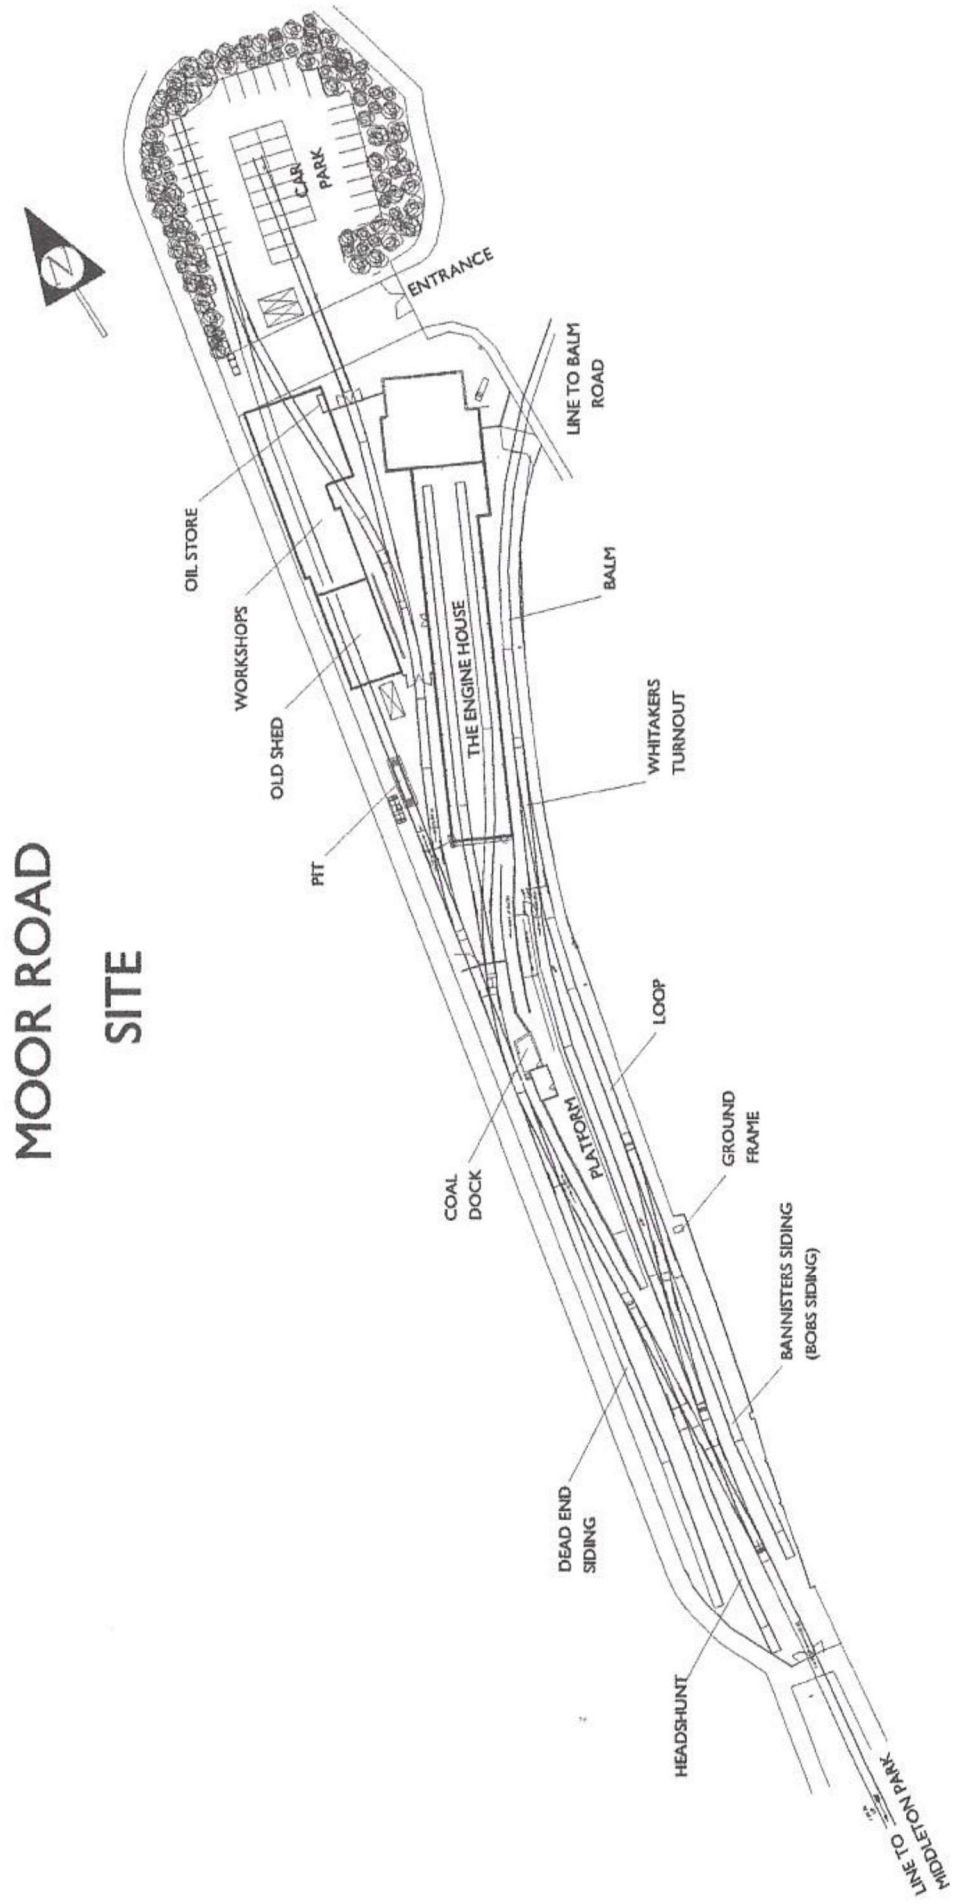 MOOR ROAD
SITE
N
CAR
PARK
ENTRANCE
LINE TO BALM
ROAD
OIL STORE
WORKSHOPS
OLD SHED
PIT
THE ENGINE HOUSE
BALM
WHITAKERS
TURNOUT
LOOP
COAL
DOCK
PLATFORM
GROUND
FRAME
BANNISTERS SIDING
(BOBS SIDING)
DEAD END
SIDING
HEADSHUNT
LINE TO
MIDDLETON PARK